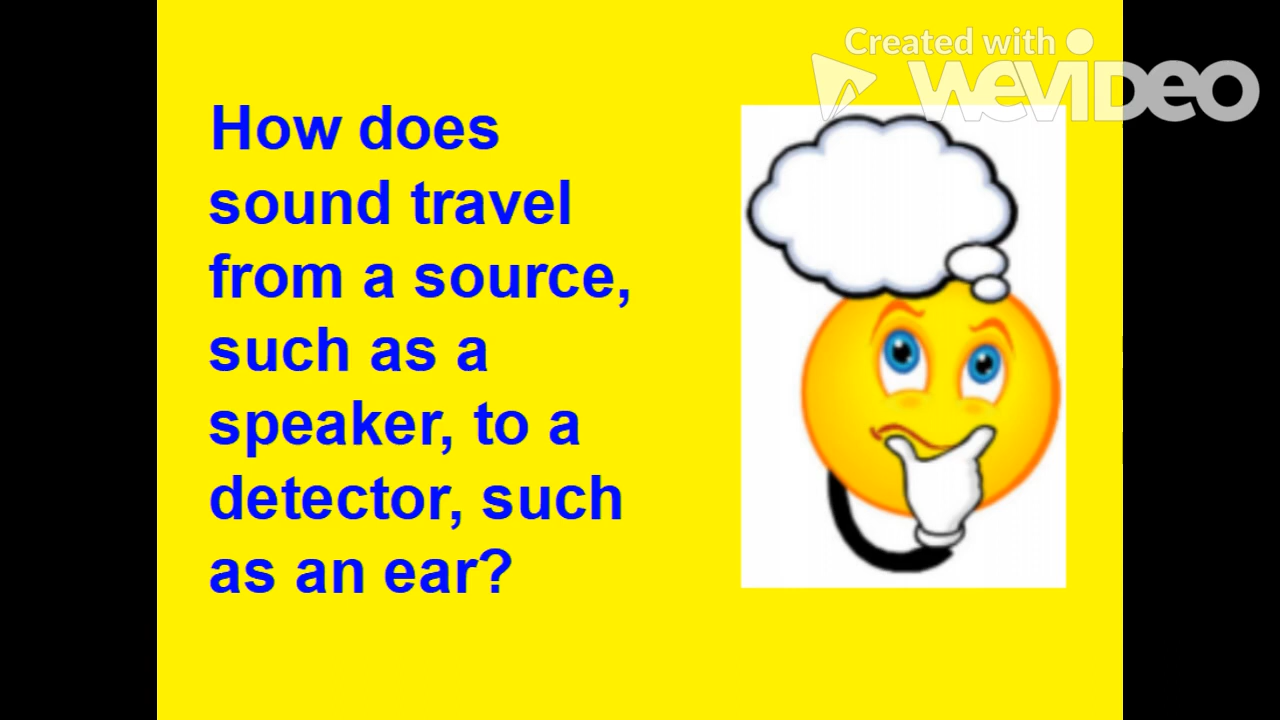 Created with
WEVIDEO
How does
sound travel
from a source,
such as a
speaker, to a
detector, such
as an ear?